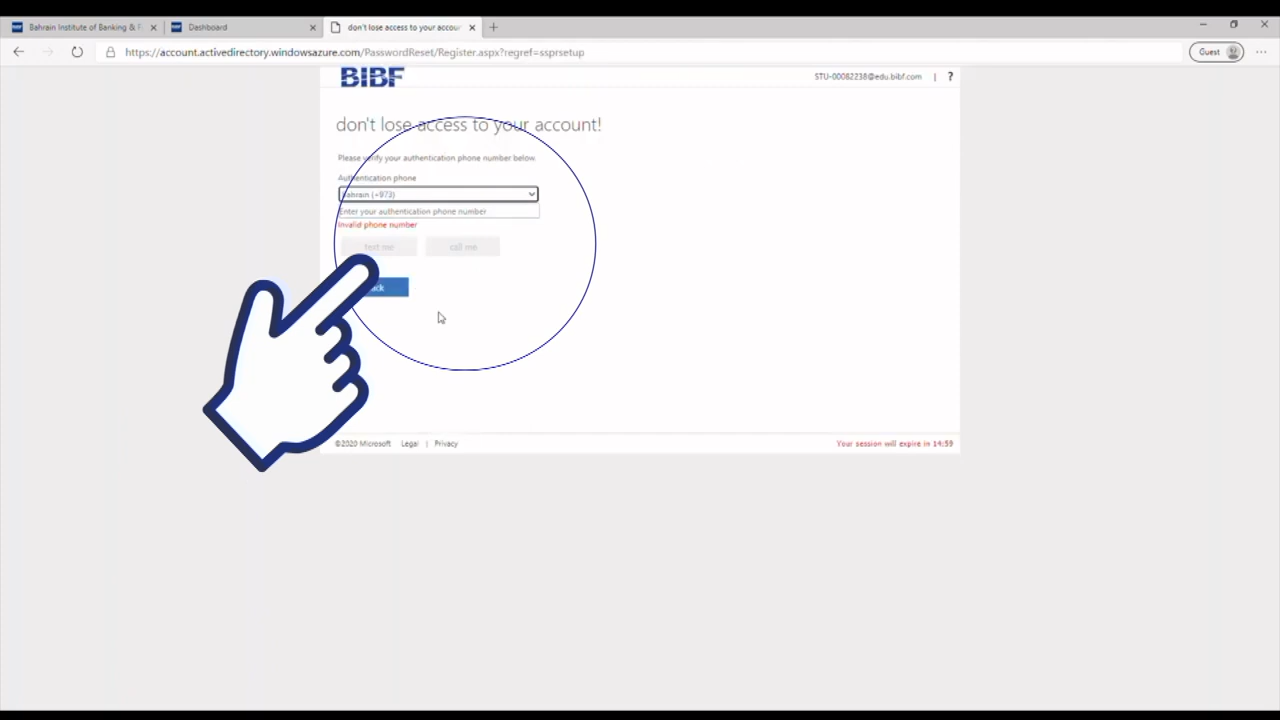 Bahrain Institute of Banking & F
Dashboard
don't lose access to your accoun
https://account.activedirectory.windowsazure.com/PasswordReset/Register.aspx?regref=ssprsetup
Guest
BIBF
STU-00082238@edu.bibf.com | ?
don't lose access to your account!
Please verify your authentication phone number below.
Authentication phone
Bahrain (+973)
Enter your authentication phone number
Invalid phone number
text me
call me
ack
©2020 Microsoft Legal | Privacy
Your session will expire in 14:59